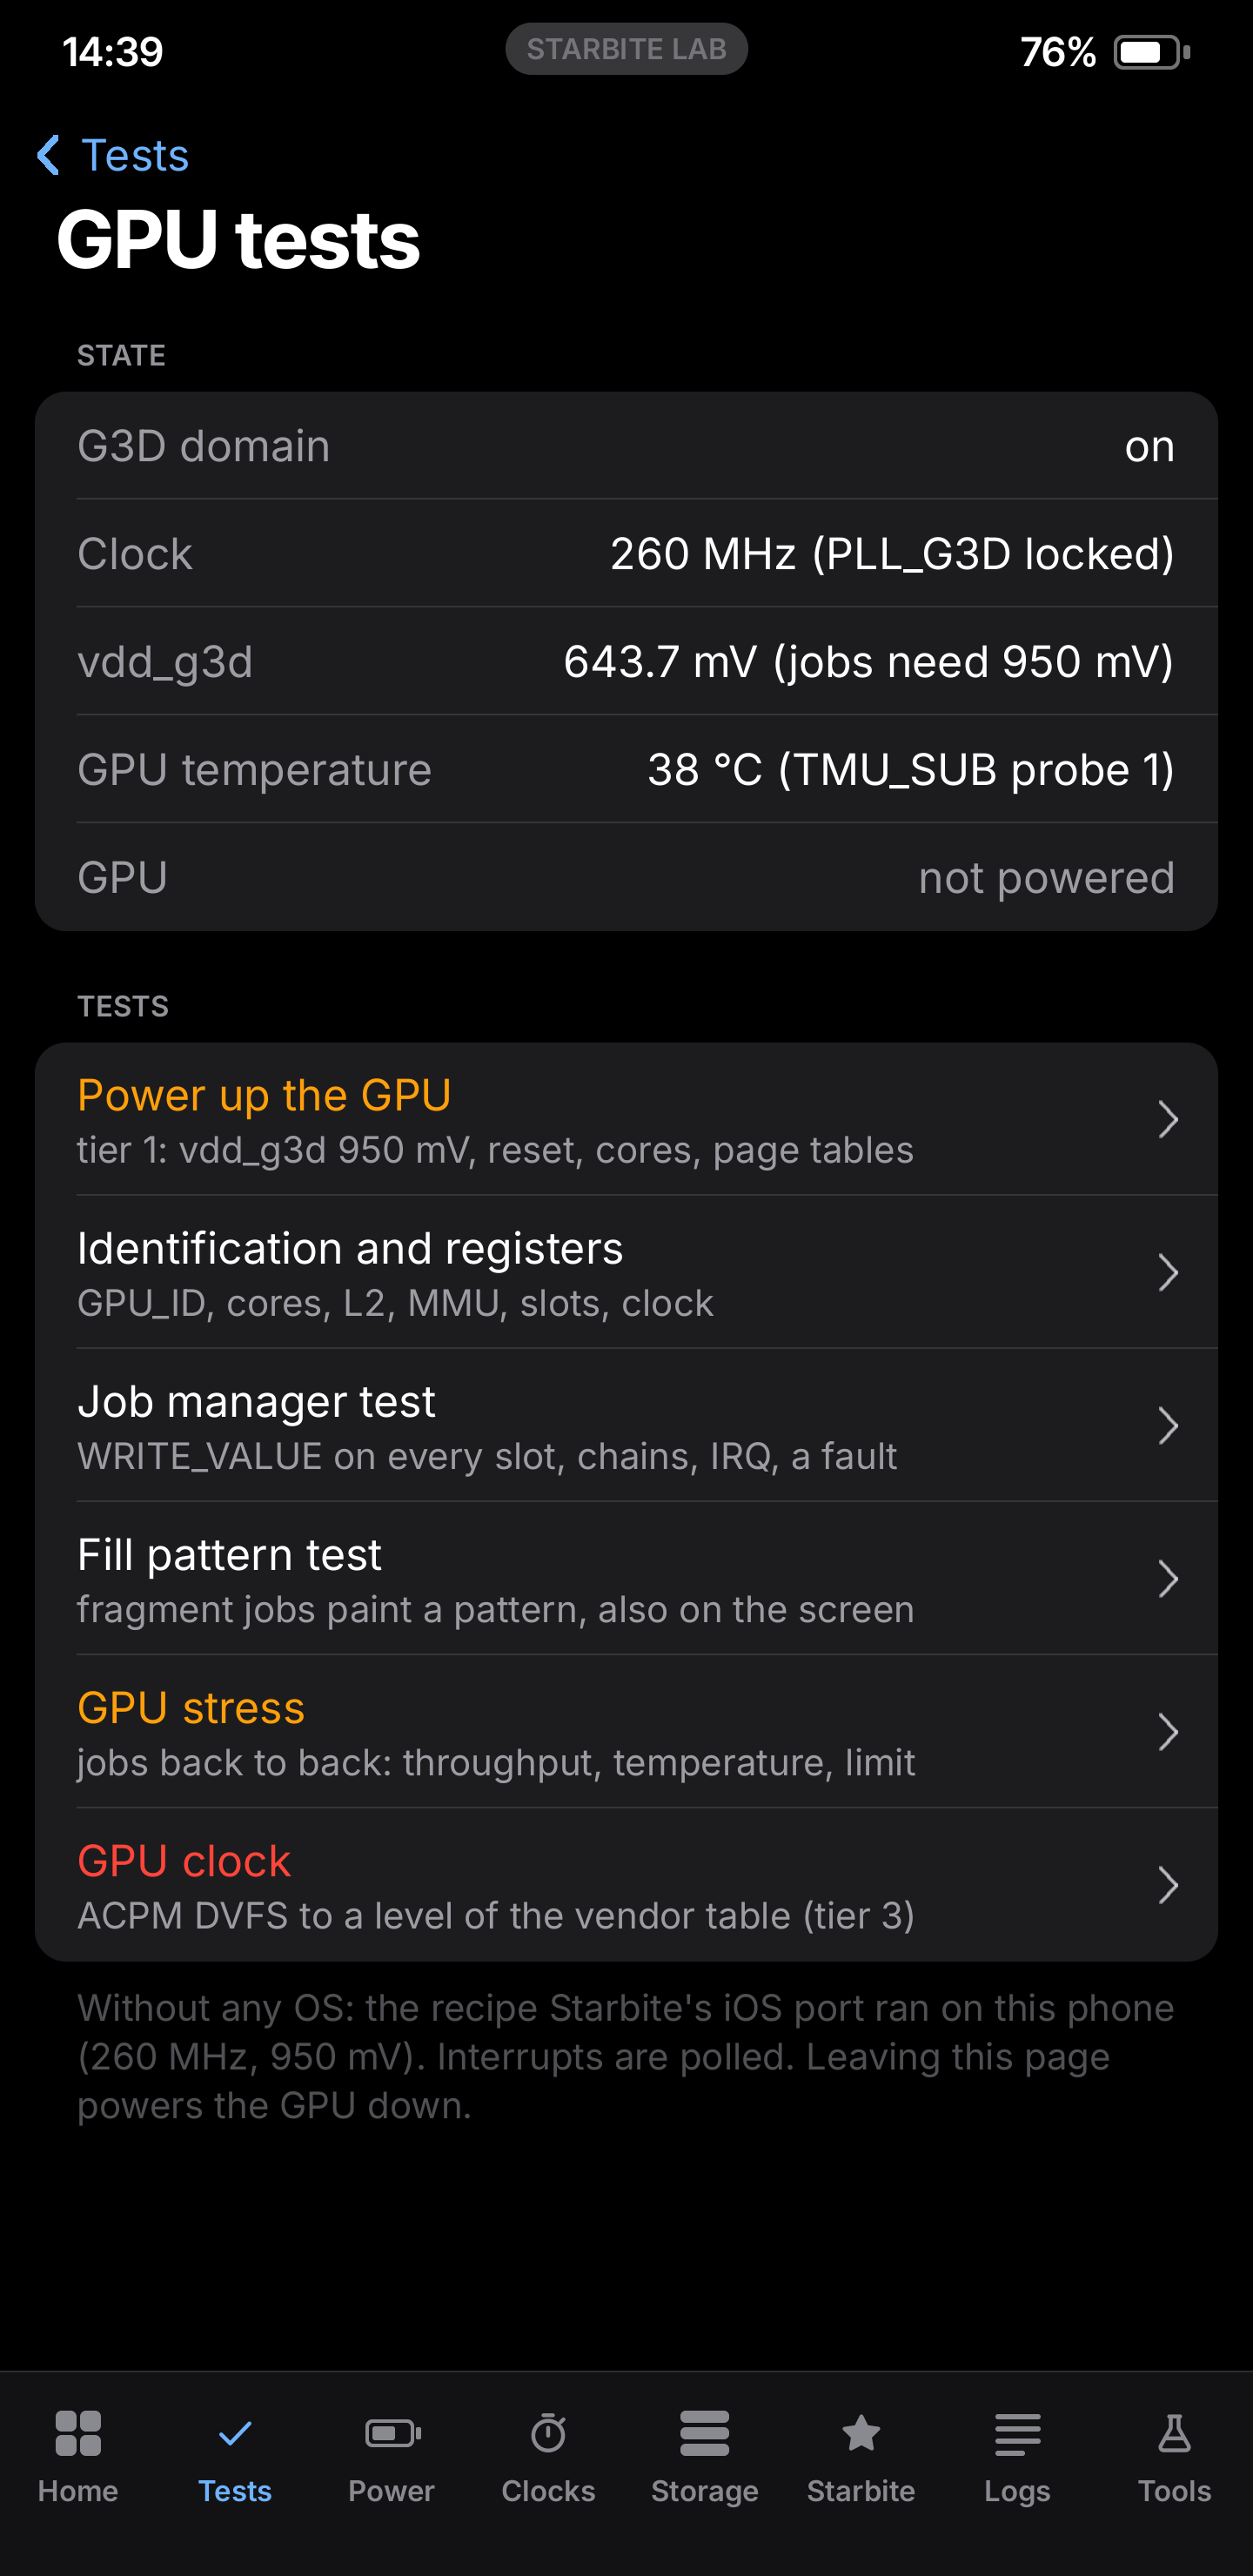 14:39
STARBITE LAB
76%
Tests
GPU tests
STATE
G3D domain on
Clock 260 MHz (PLL_G3D locked)
vdd_g3d 643.7 mV (jobs need 950 mV)
GPU temperature 38 °C (TMU_SUB probe 1)
GPU not powered
TESTS
Power up the GPU
tier 1: vdd_g3d 950 mV, reset, cores, page tables
Identification and registers
GPU_ID, cores, L2, MMU, slots, clock
Job manager test
WRITE_VALUE on every slot, chains, IRQ, a fault
Fill pattern test
fragment jobs paint a pattern, also on the screen
GPU stress
jobs back to back: throughput, temperature, limit
GPU clock
ACPM DVFS to a level of the vendor table (tier 3)
Without any OS: the recipe Starbite's iOS port ran on this phone
(260 MHz, 950 mV). Interrupts are polled. Leaving this page
powers the GPU down.
Home Tests Power Clocks Storage Starbite Logs Tools